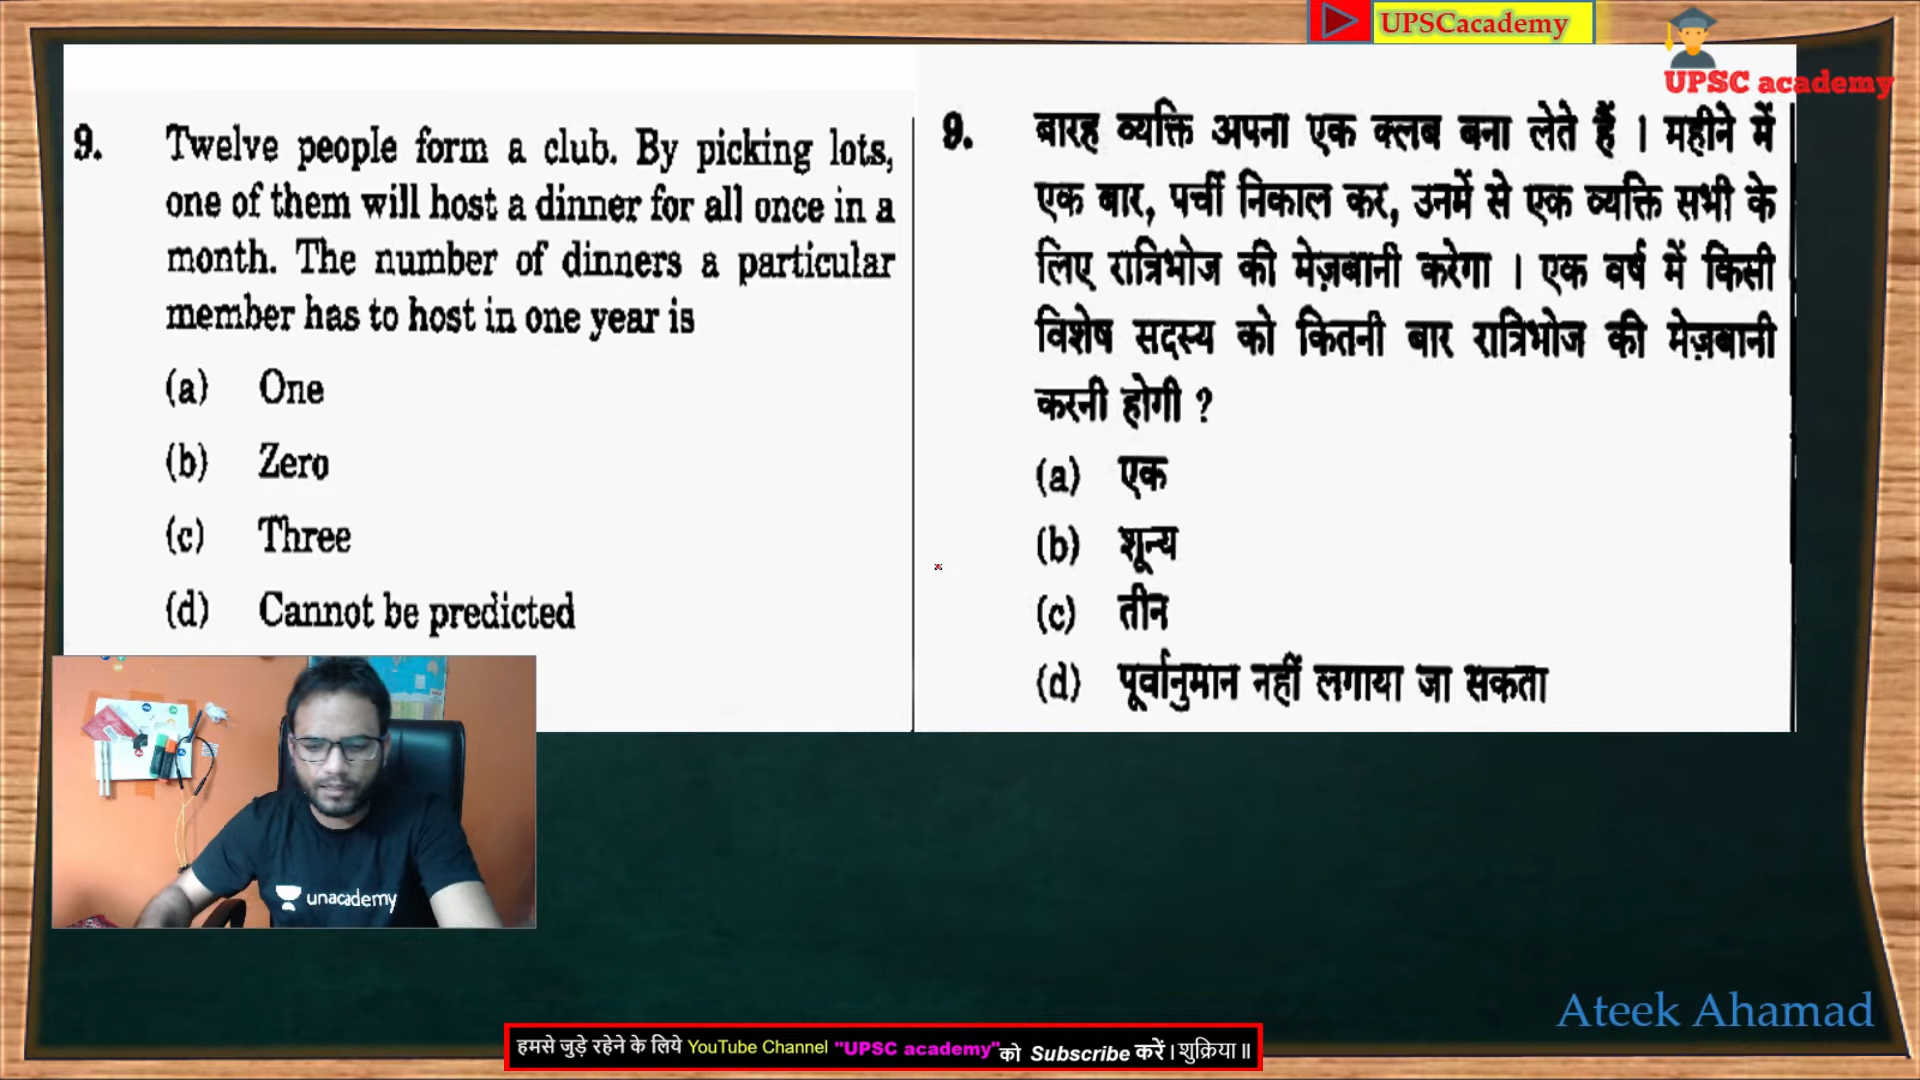 UPSCacademy
UPSC academy
9. Twelve people form a club. By picking lots,
one of them will host a dinner for all once in a
month. The number of dinners a particular
member has to host in one year is
(a) One
(b) Zero
(c) Three
(d) Cannot be predicted
9. बारह व्यक्ति अपना एक क्लब बना लेते हैं । महीने में
एक बार, पर्ची निकाल कर, उनमें से एक व्यक्ति सभी के
लिए रात्रिभोज की मेज़बानी करेगा । एक वर्ष में किसी
विशेष सदस्य को कितनी बार रात्रिभोज की मेज़बानी
करनी होगी ?
(a) एक
(b) शून्य
(c) तीन
(d) पूर्वानुमान नहीं लगाया जा सकता
unacademy
Ateek Ahamad
हमसे जुड़े रहेने के लिये YouTube Channel "UPSC academy"को Subscribe करें।शुक्रिया॥